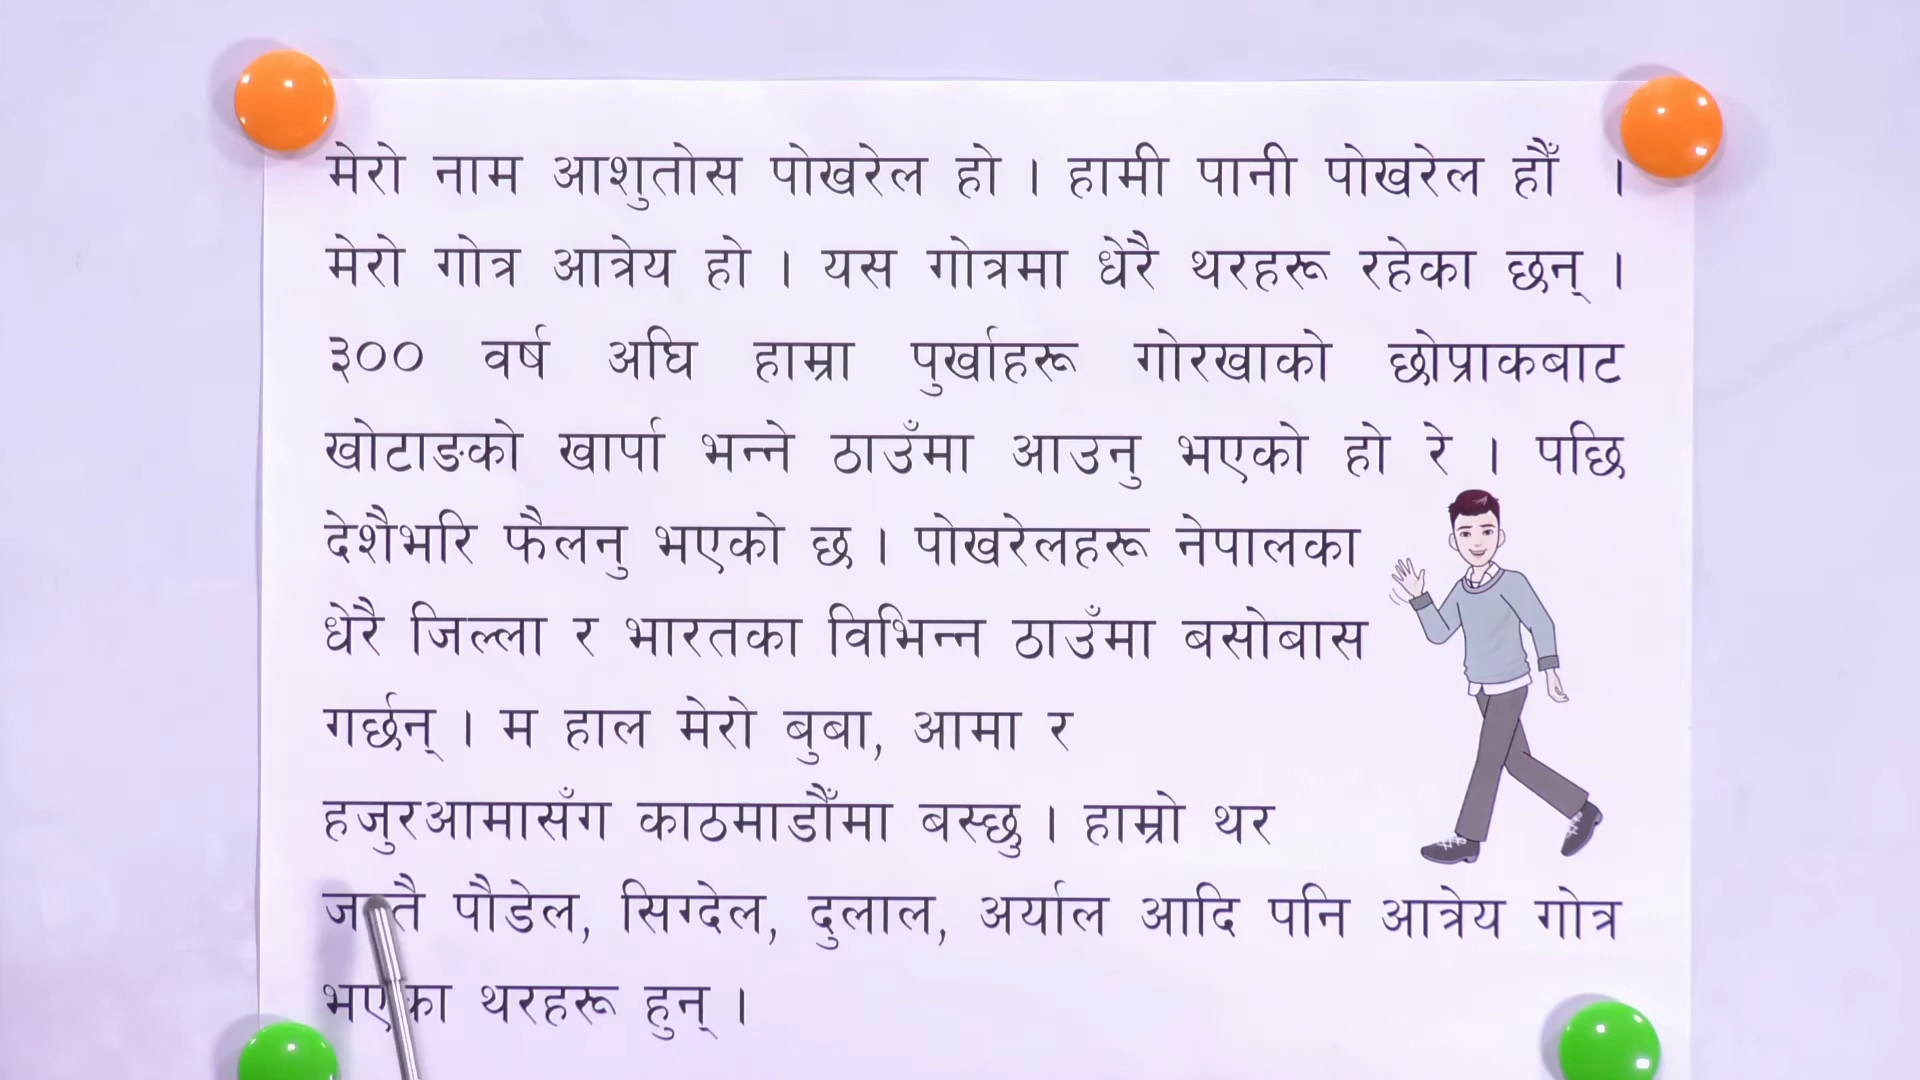 मेरो नाम आशुतोस पोखरेल हो । हामी पानी पोखरेल हौँ ।
मेरो गोत्र आत्रेय हो । यस गोत्रमा धेरै थरहरू रहेका छन् ।
३०० वर्ष अघि हाम्रा पुर्खाहरू गोरखाको छोप्राकबाट
खोटाङको खार्पा भन्ने ठाउँमा आउनु भएको हो रे । पछि
देशैभरि फैलनु भएको छ । पोखरेलहरू नेपालका
धेरै जिल्ला र भारतका विभिन्न ठाउँमा बसोबास
गर्छन् । म हाल मेरो बुबा, आमा र
हजुरआमासँग काठमाडौँमा बस्छु । हाम्रो थर
पौडेल, सिग्देल, दुलाल, अर्याल आदि पनि आत्रेय गोत्र
भएका थरहरू हुन् ।